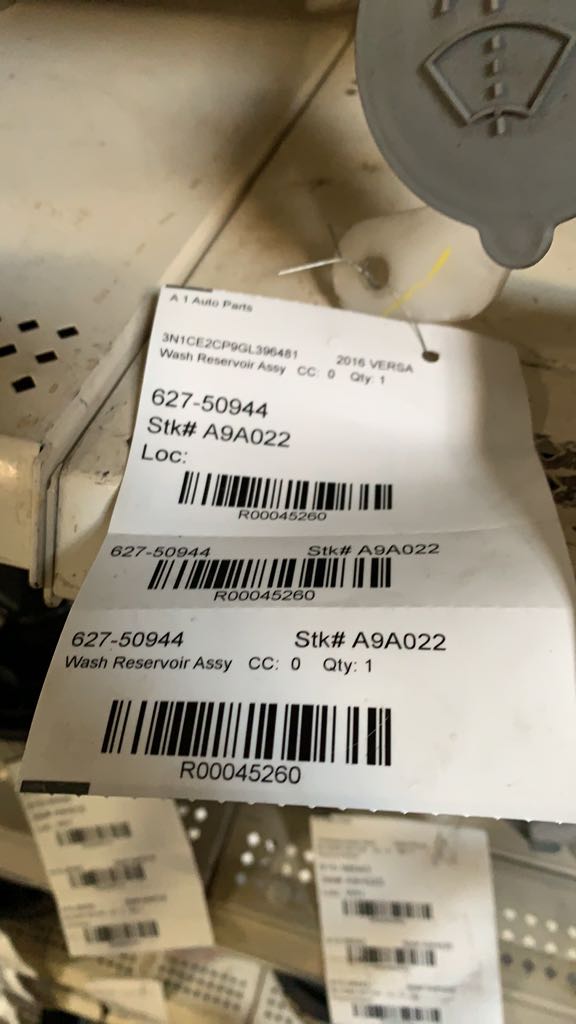 A 1 Auto Parts
3N1CE2CP9GL396481 2016 VERSA
Wash Reservoir Assy CC: 0 Qty: 1
627-50944
Stk# A9A022
Loc:
R00045260
627-50944 Stk# A9A022
R00045260
627-50944 Stk# A9A022
Wash Reservoir Assy CC: 0 Qty: 1
R00045260